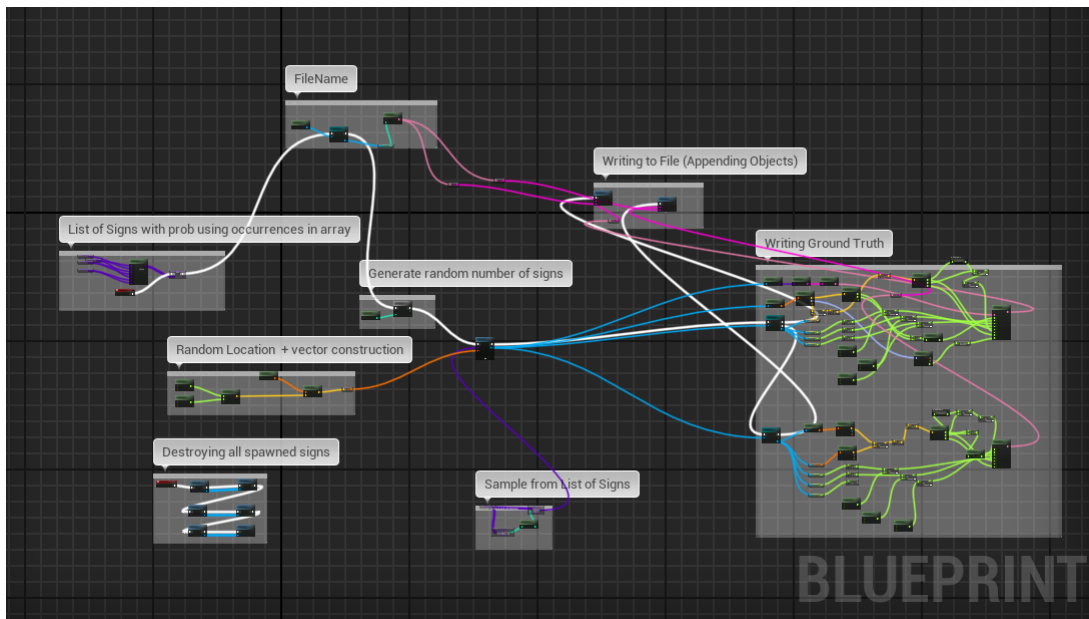 FileName
Writing to File (Appending Objects)
List of Signs with prob using occurrences in array
Writing Ground Truth
Generate random number of signs
Random Location + vector construction
Destroying all spawned signs
Sample from List of Signs
BLUEPRINT